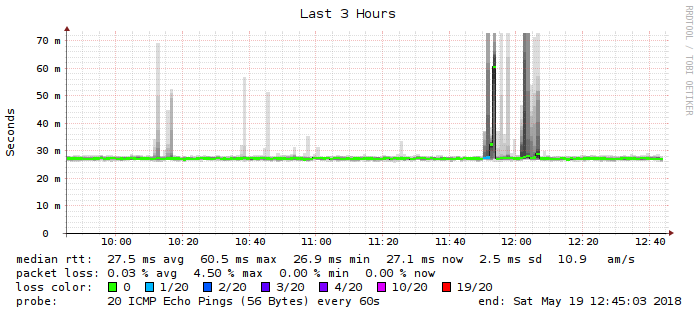 Last 3 Hours
RRDTOOL / TOBI OETIKER
Seconds
70 m
60 m
50 m
40 m
30 m
20 m
10 m
0
10:00 10:20 10:40 11:00 11:20 11:40 12:00 12:20 12:40
median rtt: 27.5 ms avg 60.5 ms max 26.9 ms min 27.1 ms now 2.5 ms sd 10.9 am/s
packet loss: 0.03 % avg 4.50 % max 0.00 % min 0.00 % now
loss color: 0 1/20 2/20 3/20 4/20 10/20 19/20
probe: 20 ICMP Echo Pings (56 Bytes) every 60s end: Sat May 19 12:45:03 2018